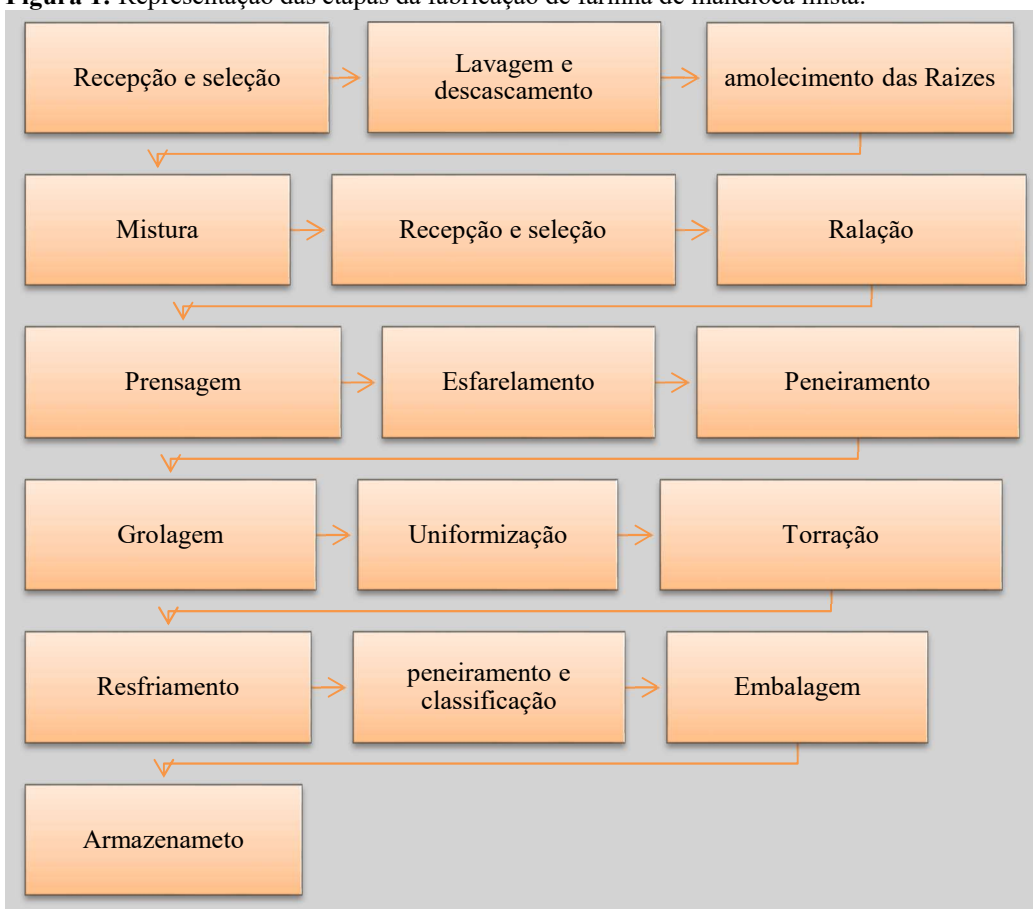 Figura 1. Representação das etapas da fabricação de farinha de mandioca mista.
Recepção e seleção
Lavagem e
descascamento
amolecimento das Raizes
Mistura
Recepção e seleção
Ralação
Prensagem
Esfarelamento
Peneiramento
Grolagem
Uniformização
Torração
Resfriamento
peneiramento e
classificação
Embalagem
Armazenameto